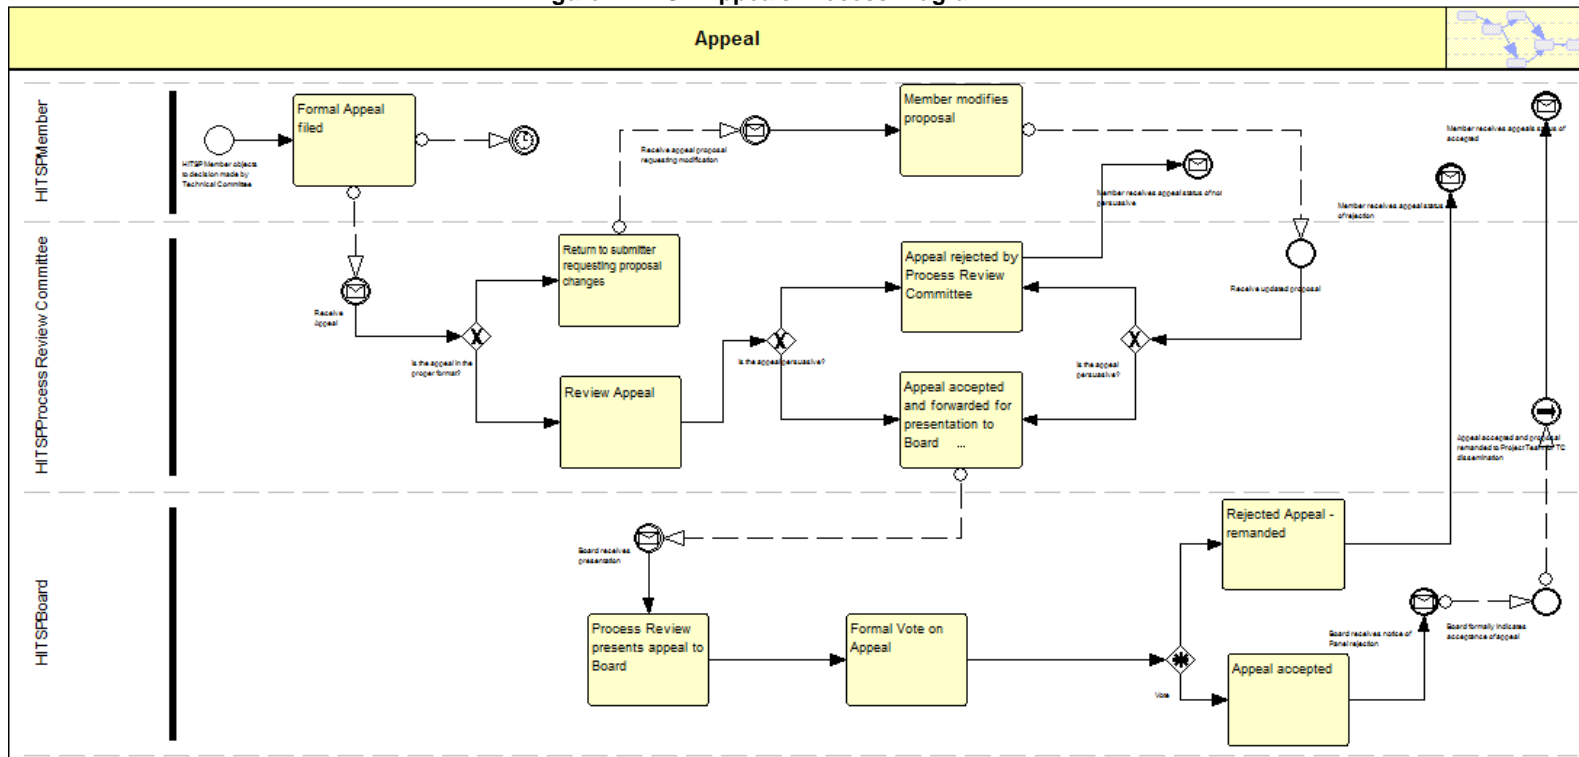 Appeal
HITSPMember
Formal Appeal
filed
HITSP Member objects
to decision made by
Technical Committee
Receive appeal proposal
requesting modification
Member modifies
proposal
Member receives appeal status of non
persuasive
Member receives appeal status
of rejection
Member receives appeals status of
accepted
HITSPProcess Review Committee
Receive
Appeal
Is the appeal in the
proper format?
Return to submitter
requesting proposal
changes
Review Appeal
Is the appeal persuasive?
Appeal rejected by
Process Review
Committee
Appeal accepted
and forwarded for
presentation to
Board ...
Is the appeal
persuasive?
Receive updated proposal
Appeal accepted and proposal
remanded to Project Team or TC
dissemination
HITSPBoard
Board receives
presentation
Process Review
presents appeal to
Board
Formal Vote on
Appeal
Vote
Rejected Appeal -
remanded
Appeal accepted
Board receives notice of
Panel rejection
Board formally indicates
acceptance of appeal